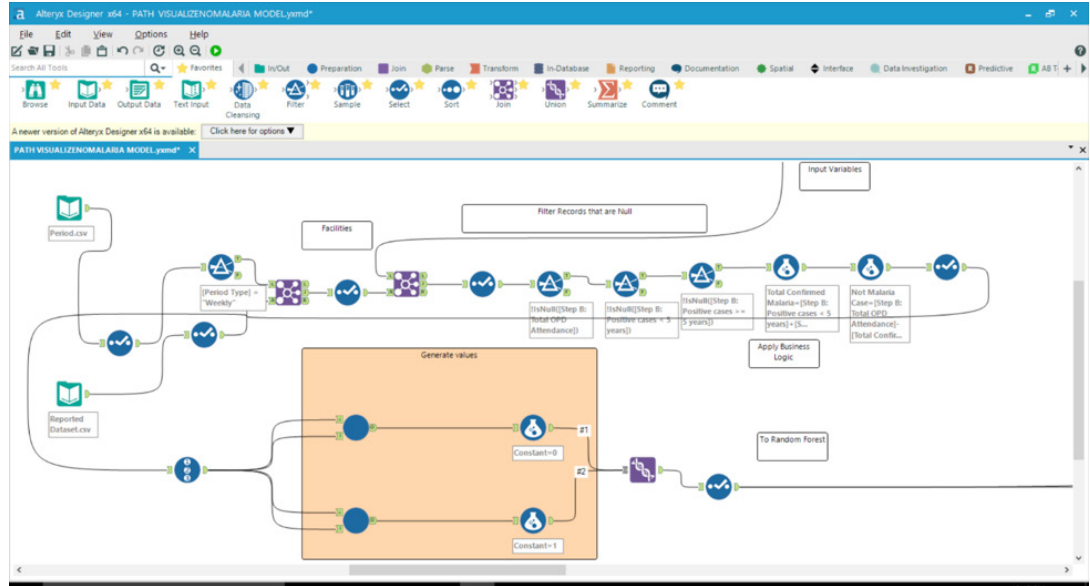 Alteryx Designer x64 - PATH VISUALIZENOMALARIA MODEL.yxmd*
File Edit View Options Help
Search All Tools
Favorites In/Out Preparation Join Parse Transform In-Database Reporting Documentation Spatial Interface Data Investigation Predictive AB T
Browse Input Data Output Data Text Input Data Cleansing Filter Sample Select Sort Join Union Summarize Comment
A newer version of Alteryx Designer x64 is available: Click here for options ▼
PATH VISUALIZENOMALARIA MODEL.yxmd* X
Input Variables
Filter Records that are Null
Facilities
Period.csv
[Period Type] =
"Weekly"
!IsNull([Step B:
Total OPD
Attendance])
!IsNull([Step B:
Positive cases < 5
years])
!IsNull([Step B:
Positive cases >=
5 years])
Total Confirmed
Malaria=[Step B:
Positive cases < 5
years]+[S...
Not Malaria
Case=[Step B:
Total OPD
Attendance]-
[Total Confir...
Apply Business
Logic
Generate values
Reported
Dataset.csv
Constant=0
#1
#2
To Random Forest
Constant=1